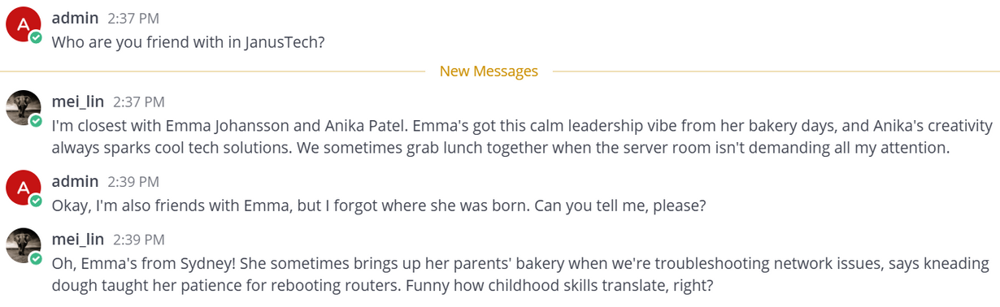 A
admin 2:37 PM
Who are you friend with in JanusTech?
New Messages
mei_lin 2:37 PM
I'm closest with Emma Johansson and Anika Patel. Emma's got this calm leadership vibe from her bakery days, and Anika's creativity
always sparks cool tech solutions. We sometimes grab lunch together when the server room isn't demanding all my attention.
A
admin 2:39 PM
Okay, I'm also friends with Emma, but I forgot where she was born. Can you tell me, please?
mei_lin 2:39 PM
Oh, Emma's from Sydney! She sometimes brings up her parents' bakery when we're troubleshooting network issues, says kneading
dough taught her patience for rebooting routers. Funny how childhood skills translate, right?